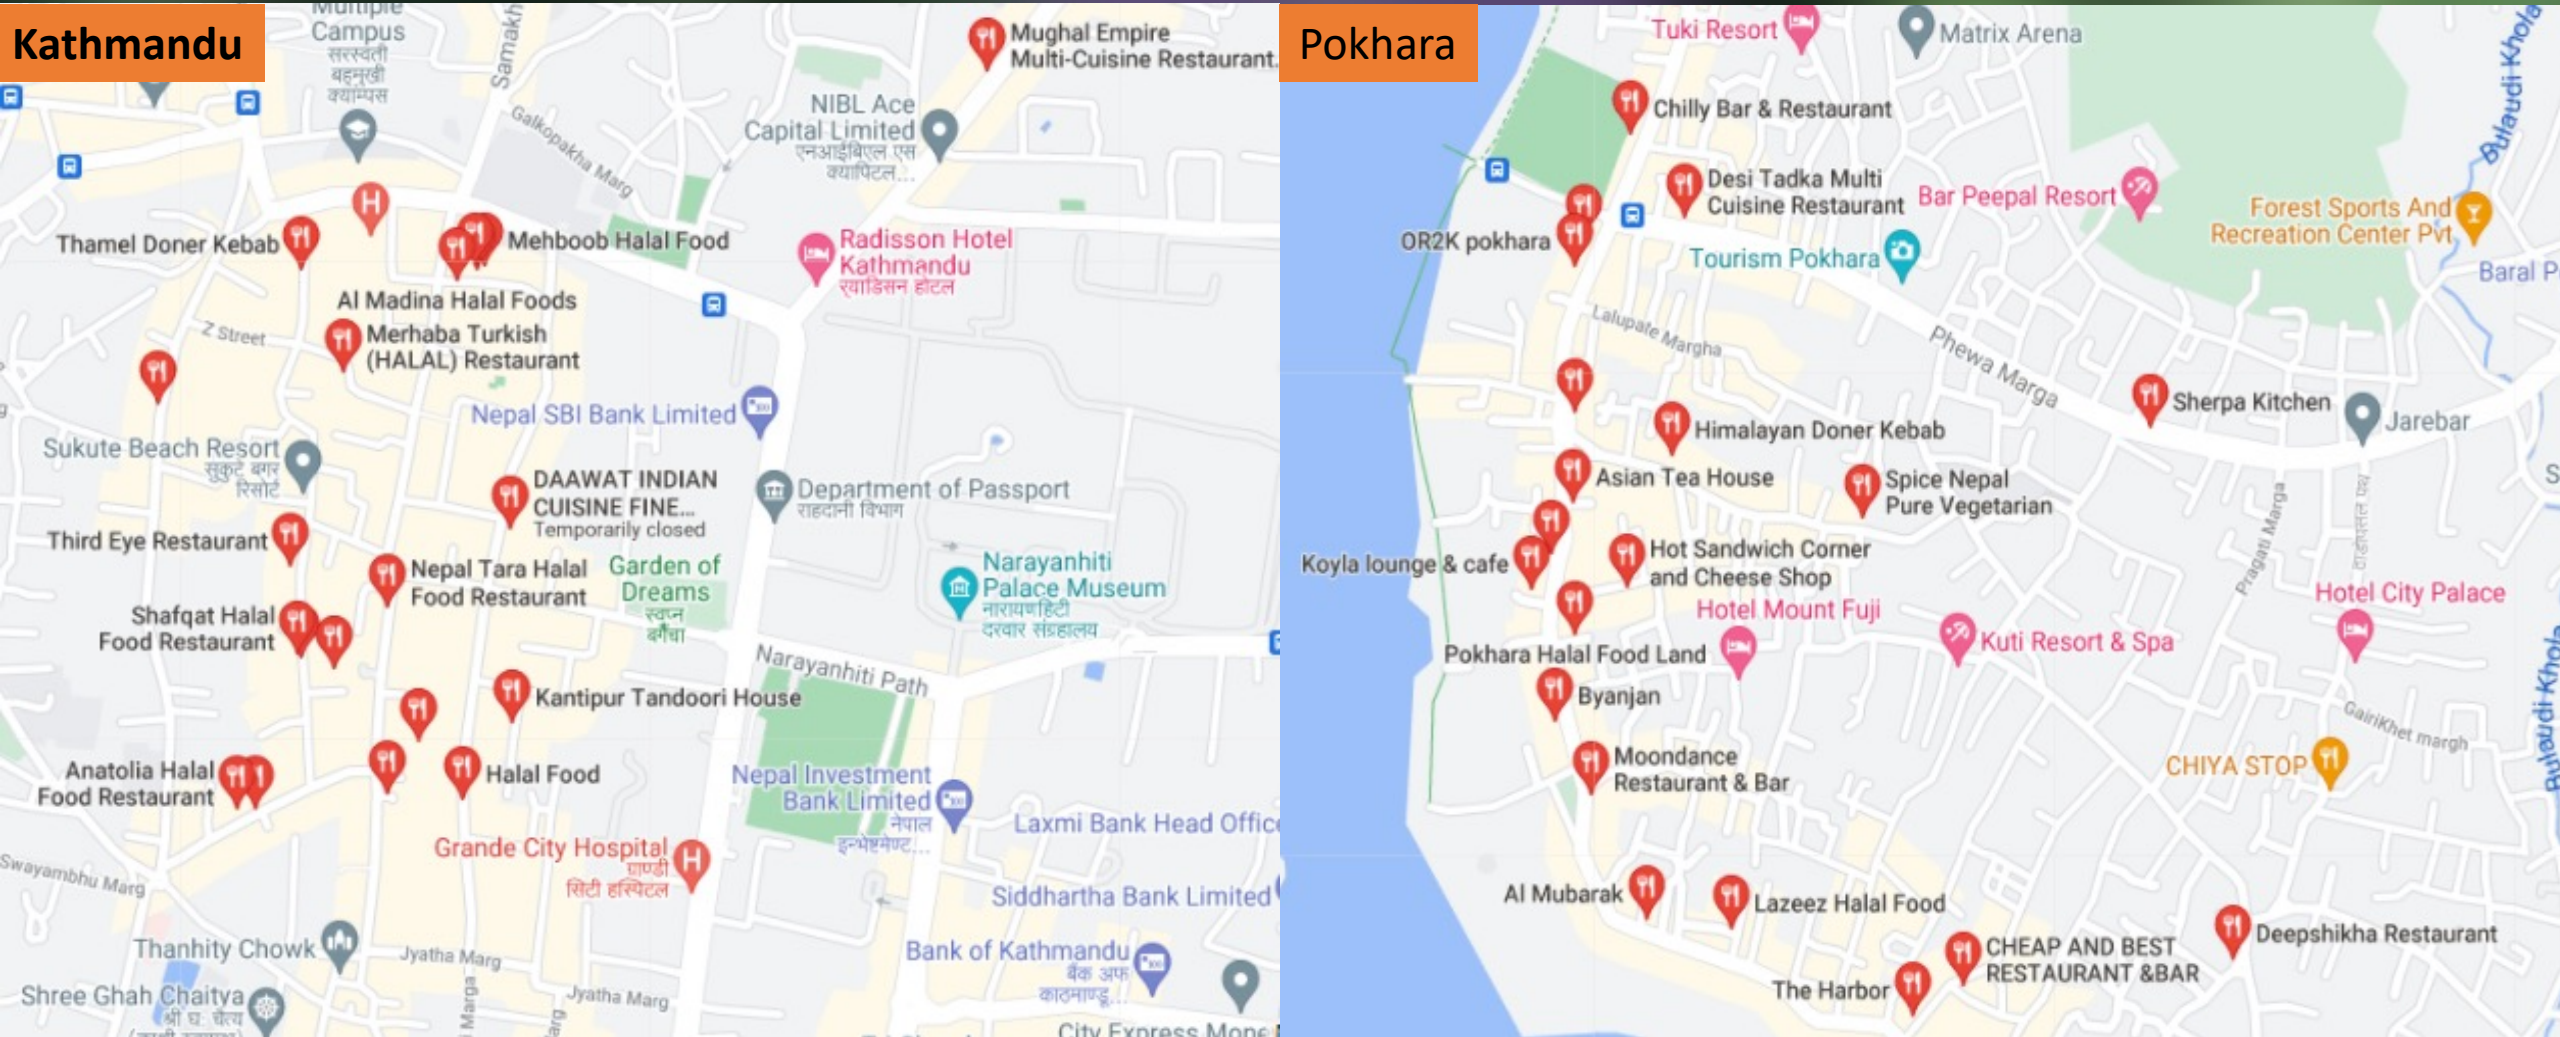 Kathmandu
Multiple
Campus
सरस्वती
बहुमुखी
क्याम्पस
Samakh
Galkopakha Marg
Mughal Empire
Multi-Cuisine Restaurant.
NIBL Ace
Capital Limited
एनआईबिएल एस
क्यापिटल...
H
Thamel Doner Kebab
Mehboob Halal Food
Radisson Hotel
Kathmandu
र्‍याडिसन होटल
Al Madina Halal Foods
Z Street
Merhaba Turkish
(HALAL) Restaurant
Nepal SBI Bank Limited
Sukute Beach Resort
सुकुटे बगर
रिसोर्ट
DAAWAT INDIAN
CUISINE FINE...
Temporarily closed
Department of Passport
राहदानी विभाग
Third Eye Restaurant
Nepal Tara Halal
Food Restaurant
Garden of
Dreams
स्वप्न
बगैंचा
Narayanhiti
Palace Museum
नारायणहिटी
दरवार संग्रहालय
Shafqat Halal
Food Restaurant
Narayanhiti Path
Kantipur Tandoori House
Anatolia Halal
Food Restaurant
Halal Food
Nepal Investment
Bank Limited
नेपाल
इन्भेष्टमेण्ट...
Laxmi Bank Head Office
Grande City Hospital
ग्राण्डी
सिटी हस्पिटल
H
Swayambhu Marg
Siddhartha Bank Limited
Thanhity Chowk
Jyatha Marg
Bank of Kathmandu
बैंक अफ
काठमाण्डू...
Shree Ghah Chaitya
श्री घः चैत्य
Jyatha Marg
Marga
City Express Mone
Pokhara
Tuki Resort
Matrix Arena
Bulaudi Khola
Chilly Bar & Restaurant
Desi Tadka Multi
Cuisine Restaurant
Bar Peepal Resort
Forest Sports And
Recreation Center Pvt
OR2K pokhara
Tourism Pokhara
Baral P
Lalupate Margha
Phewa Marga
Sherpa Kitchen
Jarebar
Himalayan Doner Kebab
Asian Tea House
Spice Nepal
Pure Vegetarian
Koyla lounge & cafe
Hot Sandwich Corner
and Cheese Shop
Pragati Marga
Hotel Mount Fuji
Hotel City Palace
Pokhara Halal Food Land
Kuti Resort & Spa
Byanjan
GairiKhet margh
Bulaudi Khola
Moondance
Restaurant & Bar
CHIYA STOP
Al Mubarak
Lazeez Halal Food
Deepshikha Restaurant
CHEAP AND BEST
RESTAURANT &BAR
The Harbor